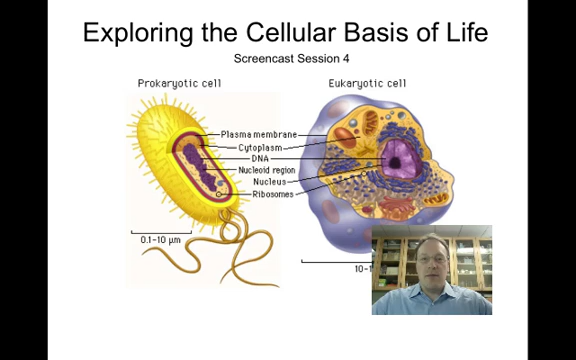 Exploring the Cellular Basis of Life
Screencast Session 4
Prokaryotic cell
Eukaryotic cell
Plasma membrane
Cytoplasm
DNA
Nucleoid region
Nucleus
Ribosomes
0.1–10 µm
10–1